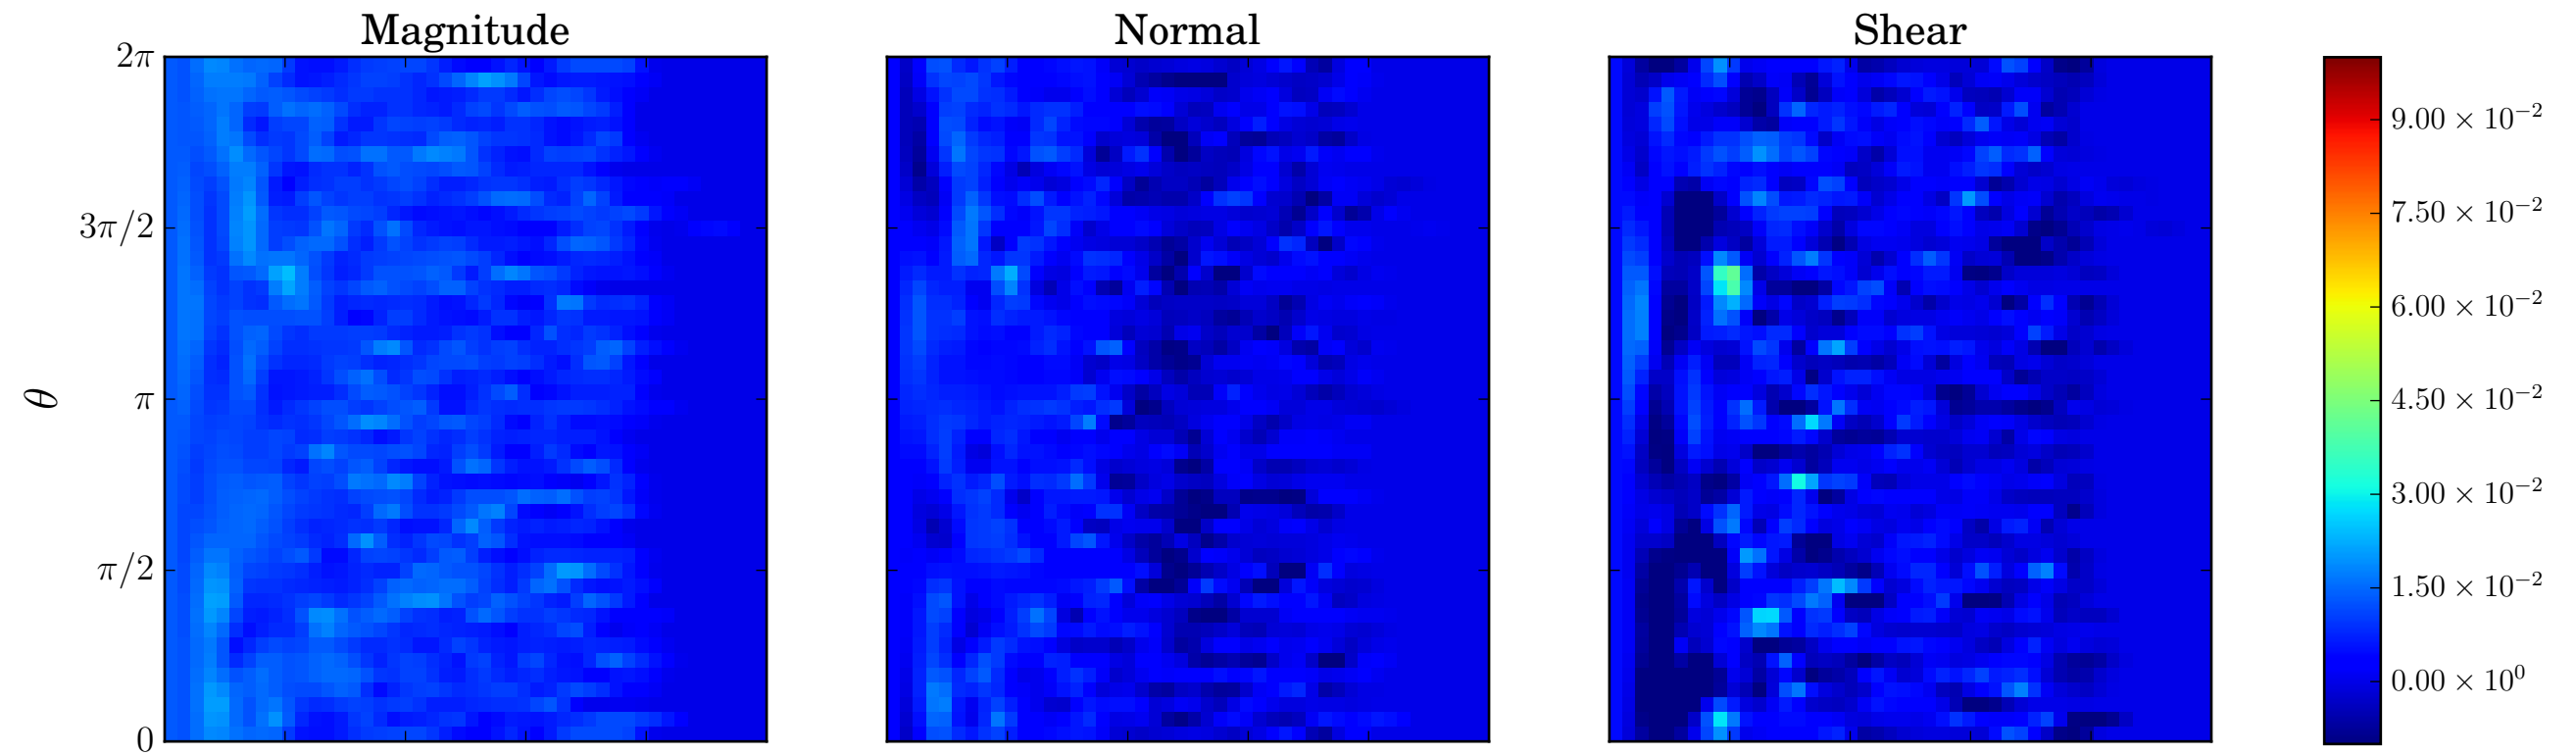 Magnitude Normal Shear
2π
3π/2
π
π/2
0
θ
9.00 × 10⁻²
7.50 × 10⁻²
6.00 × 10⁻²
4.50 × 10⁻²
3.00 × 10⁻²
1.50 × 10⁻²
0.00 × 10⁰